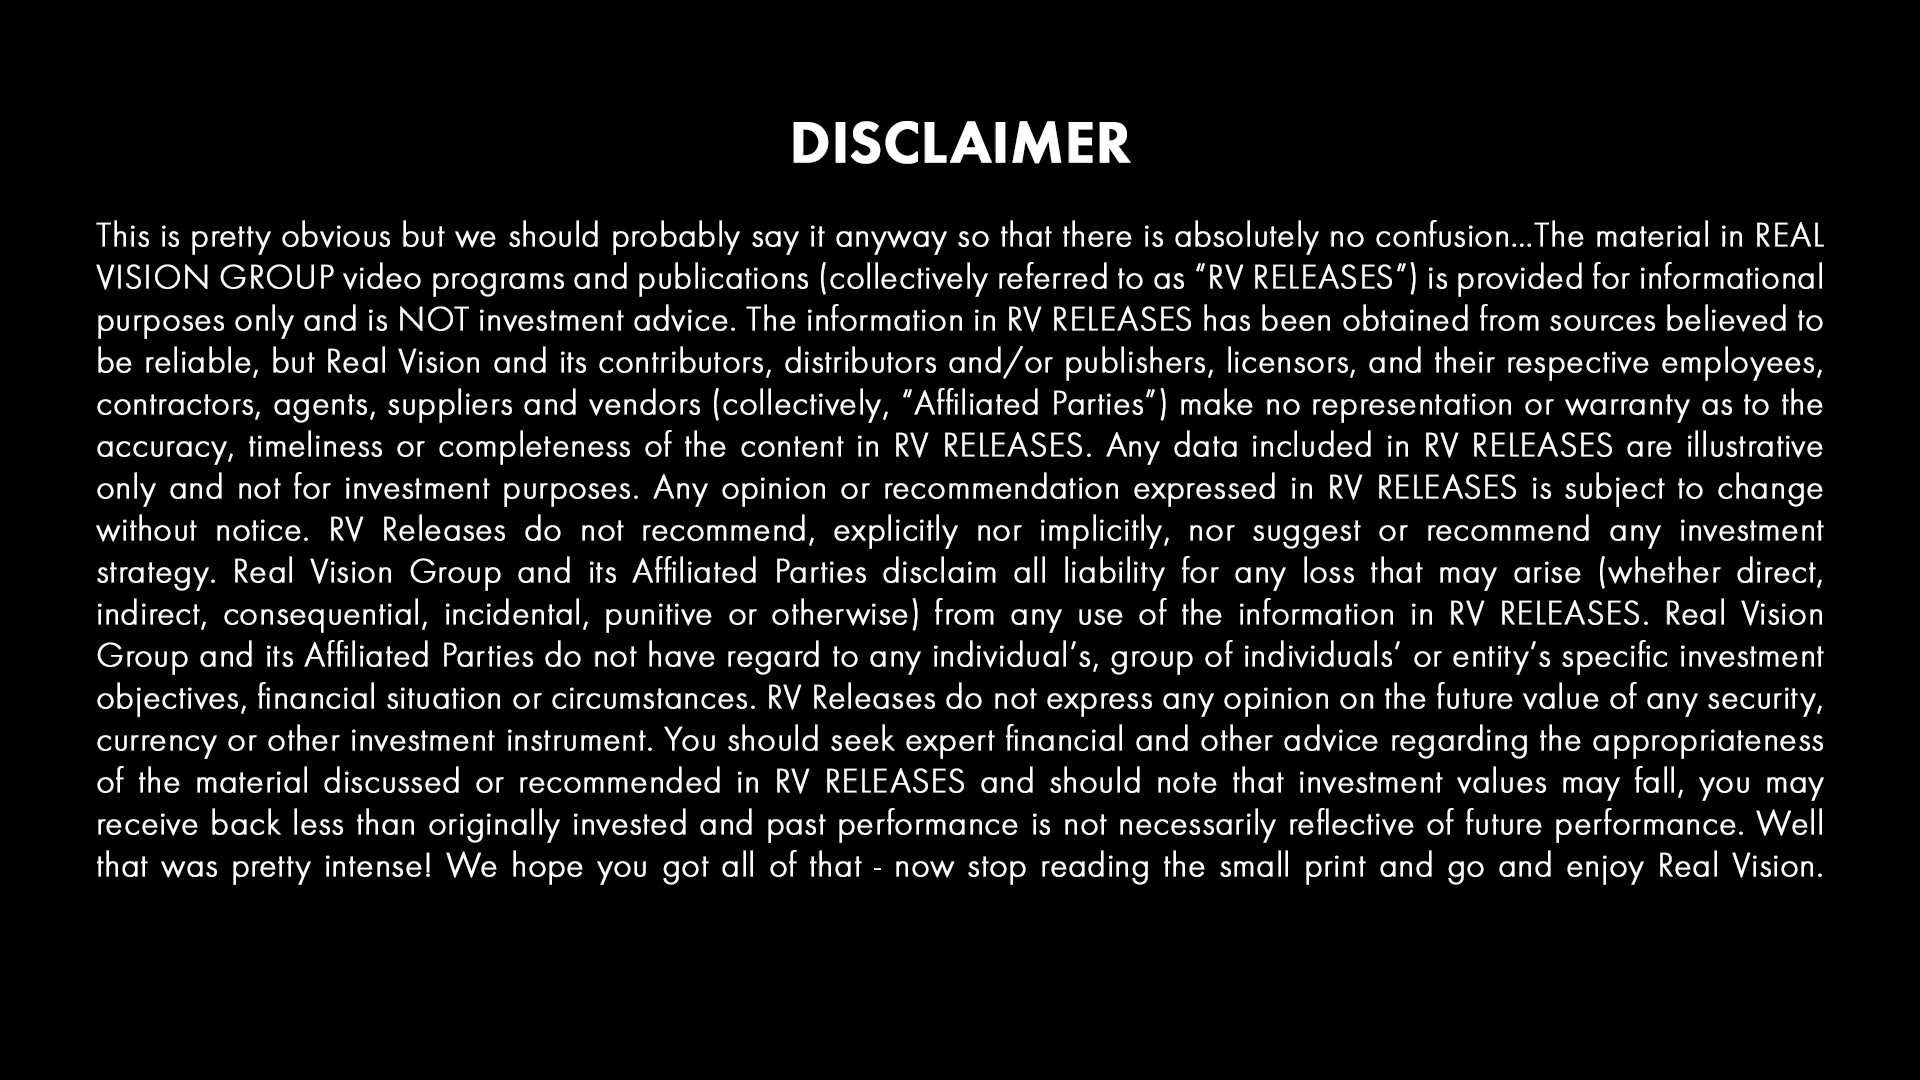 DISCLAIMER
This is pretty obvious but we should probably say it anyway so that there is absolutely no confusion...The material in REAL
VISION GROUP video programs and publications (collectively referred to as “RV RELEASES”) is provided for informational
purposes only and is NOT investment advice. The information in RV RELEASES has been obtained from sources believed to
be reliable, but Real Vision and its contributors, distributors and/or publishers, licensors, and their respective employees,
contractors, agents, suppliers and vendors (collectively, “Affiliated Parties”) make no representation or warranty as to the
accuracy, timeliness or completeness of the content in RV RELEASES. Any data included in RV RELEASES are illustrative
only and not for investment purposes. Any opinion or recommendation expressed in RV RELEASES is subject to change
without notice. RV Releases do not recommend, explicitly nor implicitly, nor suggest or recommend any investment
strategy. Real Vision Group and its Affiliated Parties disclaim all liability for any loss that may arise (whether direct,
indirect, consequential, incidental, punitive or otherwise) from any use of the information in RV RELEASES. Real Vision
Group and its Affiliated Parties do not have regard to any individual’s, group of individuals’ or entity’s specific investment
objectives, financial situation or circumstances. RV Releases do not express any opinion on the future value of any security,
currency or other investment instrument. You should seek expert financial and other advice regarding the appropriateness
of the material discussed or recommended in RV RELEASES and should note that investment values may fall, you may
receive back less than originally invested and past performance is not necessarily reflective of future performance. Well
that was pretty intense! We hope you got all of that - now stop reading the small print and go and enjoy Real Vision.